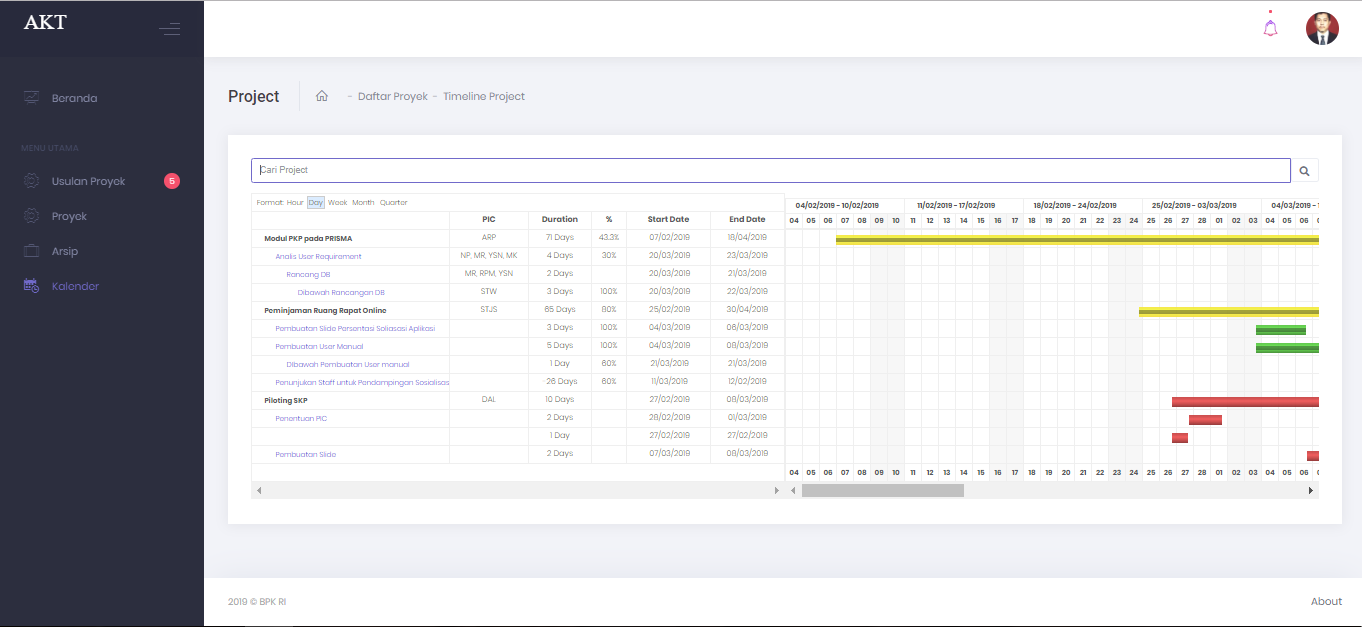 AKT
Beranda
MENU UTAMA
Usulan Proyek 5
Proyek
Arsip
Kalender
Project - Daftar Proyek - Timeline Project
Cari Project
Format: Hour Day Week Month Quarter
PIC Duration % Start Date End Date
Modul PKP pada PRISMA ARP 71 Days 43.3% 07/02/2019 18/04/2019
Analis User Requirement NP, MR, YSN, MK 4 Days 30% 20/03/2019 23/03/2019
Rancang DB MR, RPM, YSN 2 Days 20/03/2019 21/03/2019
Dibawah Rancangan DB STW 3 Days 100% 20/03/2019 22/03/2019
Peminjaman Ruang Rapat Online STJS 65 Days 80% 25/02/2019 30/04/2019
Pembuatan Slide Persentasi Soliasasi Aplikasi 3 Days 100% 04/03/2019 06/03/2019
Pembuatan User Manual 5 Days 100% 04/03/2019 08/03/2019
Dibawah Pembuatan User manual 1 Day 60% 21/03/2019 21/03/2019
Penunjukan Staff untuk Pendampingan Sosialisas -26 Days 60% 11/03/2019 12/02/2019
Piloting SKP DAL 10 Days 27/02/2019 08/03/2019
Penentuan PIC 2 Days 28/02/2019 01/03/2019
1 Day 27/02/2019 27/02/2019
Pembuatan Slide 2 Days 07/03/2019 08/03/2019
04/02/2019 - 10/02/2019 11/02/2019 - 17/02/2019 18/02/2019 - 24/02/2019 25/02/2019 - 03/03/2019 04/03/2019 - 1
04 05 06 07 08 09 10 11 12 13 14 15 16 17 18 19 20 21 22 23 24 25 26 27 28 01 02 03 04 05 06
04 05 06 07 08 09 10 11 12 13 14 15 16 17 18 19 20 21 22 23 24 25 26 27 28 01 02 03 04 05 06
2019 © BPK RI
About